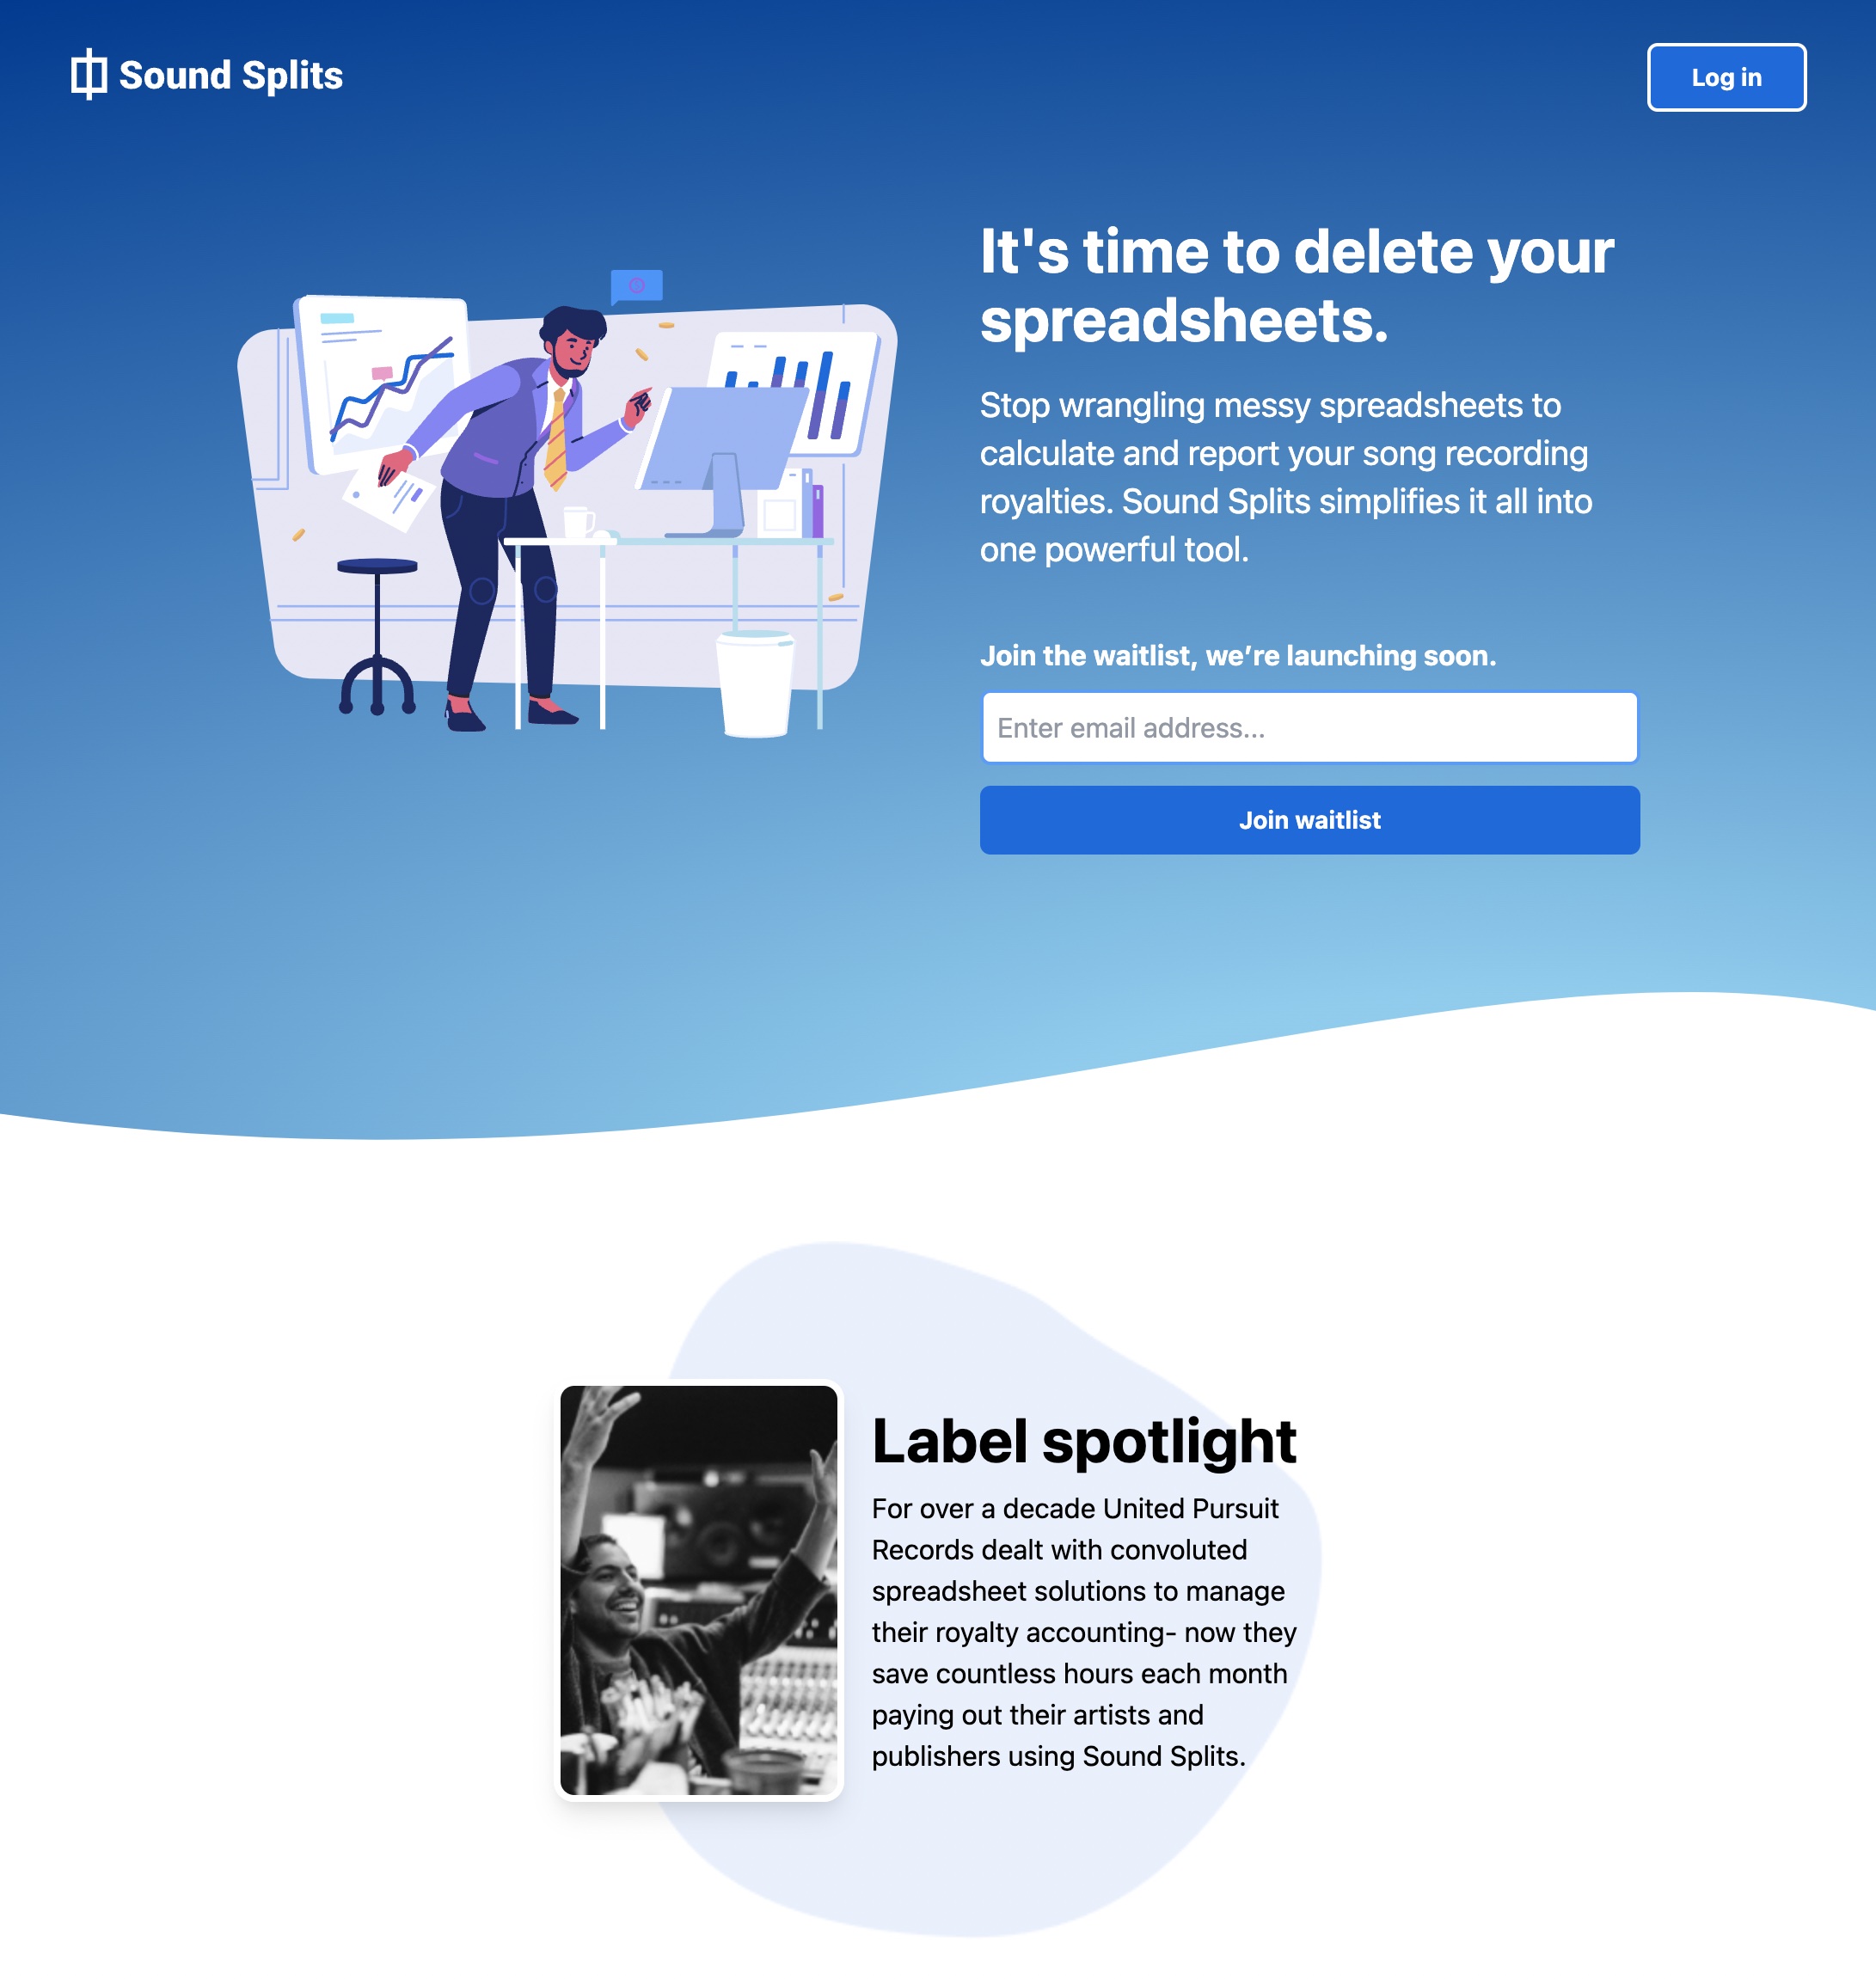 Sound Splits
Log in
It's time to delete your
spreadsheets.
Stop wrangling messy spreadsheets to
calculate and report your song recording
royalties. Sound Splits simplifies it all into
one powerful tool.
Join the waitlist, we’re launching soon.
Enter email address...
Join waitlist
Label spotlight
For over a decade United Pursuit
Records dealt with convoluted
spreadsheet solutions to manage
their royalty accounting- now they
save countless hours each month
paying out their artists and
publishers using Sound Splits.